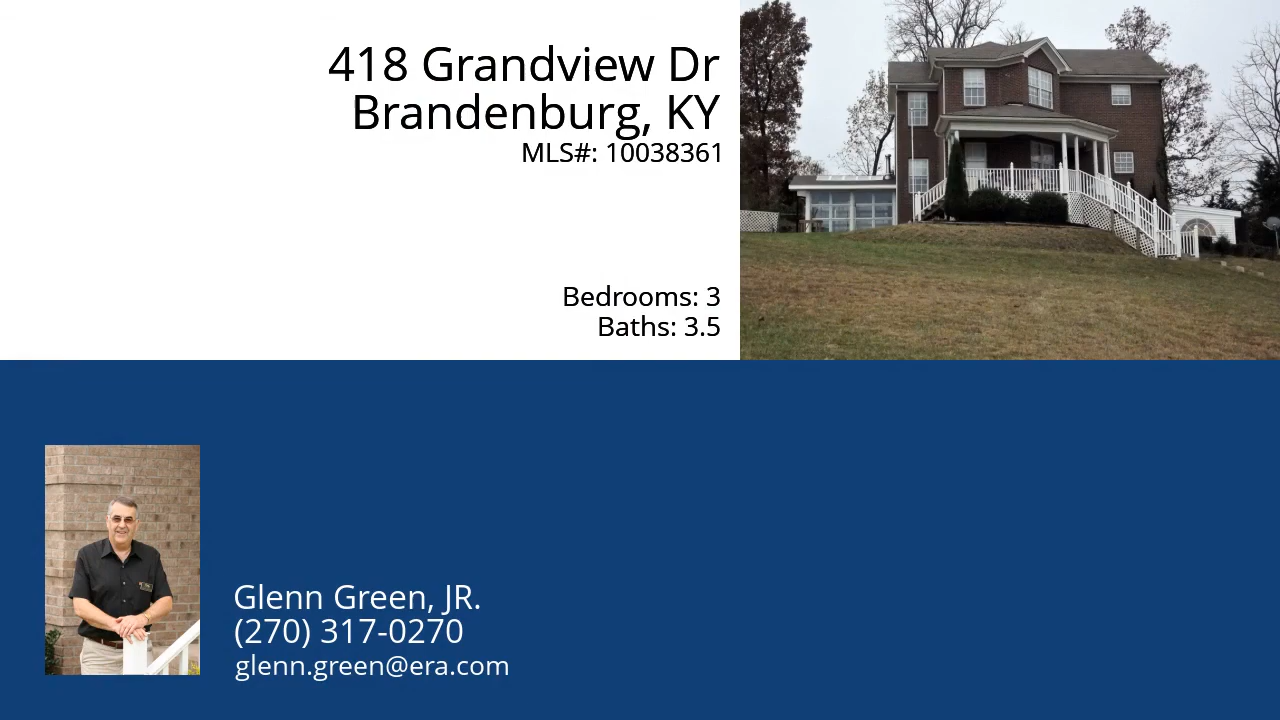 418 Grandview Dr
Brandenburg, KY
MLS#: 10038361
Bedrooms: 3
Baths: 3.5
Glenn Green, JR.
(270) 317-0270
glenn.green@era.com